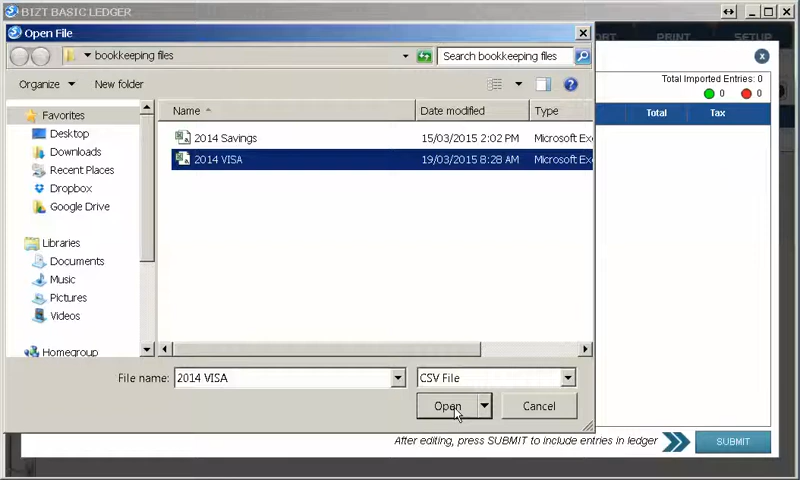 BIZT BASIC LEDGER
Open File
PRINT SETUP
bookkeeping files
Search bookkeeping files
Total Imported Entries: 0
0 0
Organize
New folder
Name
Date modified
Type
Total
Tax
Favorites
Desktop
Downloads
Recent Places
Dropbox
Google Drive
Libraries
Documents
Music
Pictures
Videos
Homegroup
2014 Savings 15/03/2015 2:02 PM Microsoft Ex
2014 VISA 19/03/2015 8:28 AM Microsoft Ex
File name: 2014 VISA
CSV File
Open
Cancel
After editing, press SUBMIT to include entries in ledger
SUBMIT